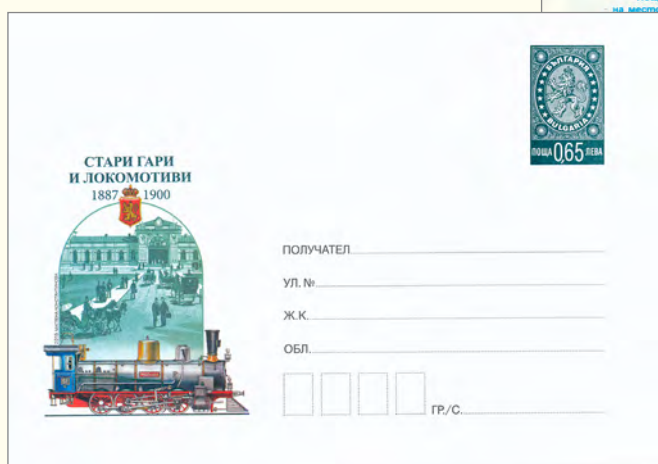 на место
БЪЛГАРИЯ
BULGARIA
ПОЩА 0,65 ЛЕВА
СТАРИ ГАРИ
И ЛОКОМОТИВИ
1887 1900
ПОЛУЧАТЕЛ
УЛ. №
Ж.К.
ОБЛ.
ГР./С.